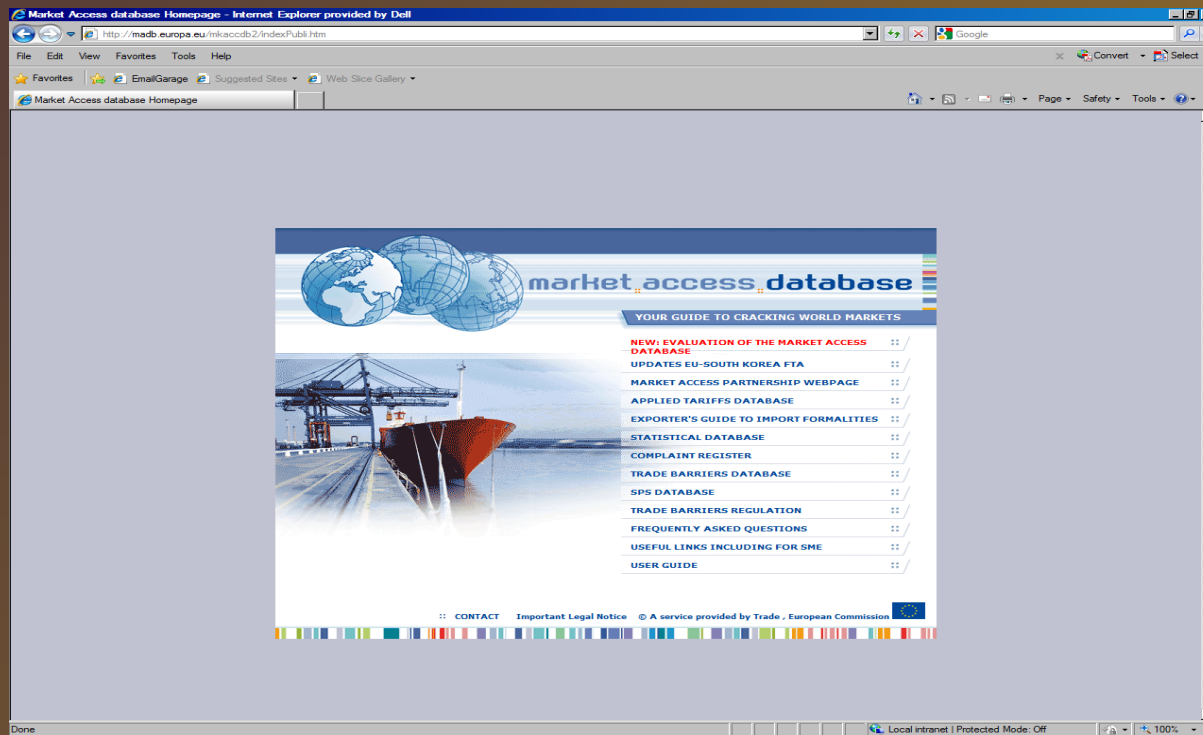 Market Access database Homepage - Internet Explorer provided by Dell
http://madb.europa.eu/mkaccdb2/indexPubli.htm
Google
File Edit View Favorites Tools Help
Convert Select
Favorites EmailGarage Suggested Sites Web Slice Gallery
Market Access database Homepage
Page Safety Tools
market access database
YOUR GUIDE TO CRACKING WORLD MARKETS
NEW: EVALUATION OF THE MARKET ACCESS
DATABASE
UPDATES EU-SOUTH KOREA FTA
MARKET ACCESS PARTNERSHIP WEBPAGE
APPLIED TARIFFS DATABASE
EXPORTER'S GUIDE TO IMPORT FORMALITIES
STATISTICAL DATABASE
COMPLAINT REGISTER
TRADE BARRIERS DATABASE
SPS DATABASE
TRADE BARRIERS REGULATION
FREQUENTLY ASKED QUESTIONS
USEFUL LINKS INCLUDING FOR SME
USER GUIDE
:: CONTACT Important Legal Notice © A service provided by Trade , European Commission
Done Local intranet | Protected Mode: Off 100%